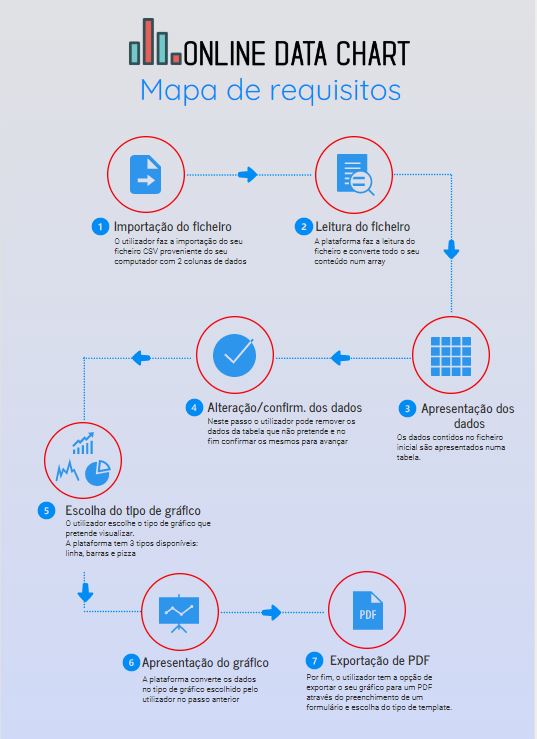 ONLINE DATA CHART
Mapa de requisitos
1 Importação do ficheiro
O utilizador faz a importação do seu
ficheiro CSV proveniente do seu
computador com 2 colunas de dados
2 Leitura do ficheiro
A plataforma faz a leitura do
ficheiro e converte todo o seu
conteúdo num array
3 Apresentação dos
dados
Os dados contidos no ficheiro
inicial são apresentados numa
tabela.
4 Alteração/confirm. dos dados
Neste passo o utilizador pode remover os
dados da tabela que não pretende e no
fim confirmar os mesmos para avançar
5 Escolha do tipo de gráfico
O utilizador escolhe o tipo de gráfico que
pretende visualizar.
A plataforma tem 3 tipos disponíveis:
linha, barras e pizza
6 Apresentação do gráfico
A plataforma converte os dados
no tipo de gráfico escolhido pelo
utilizador no passo anterior
PDF
7 Exportação de PDF
Por fim, o utilizador tem a opção de
exportar o seu gráfico para um PDF
através do preenchimento de um
formulário e escolha do tipo de template.